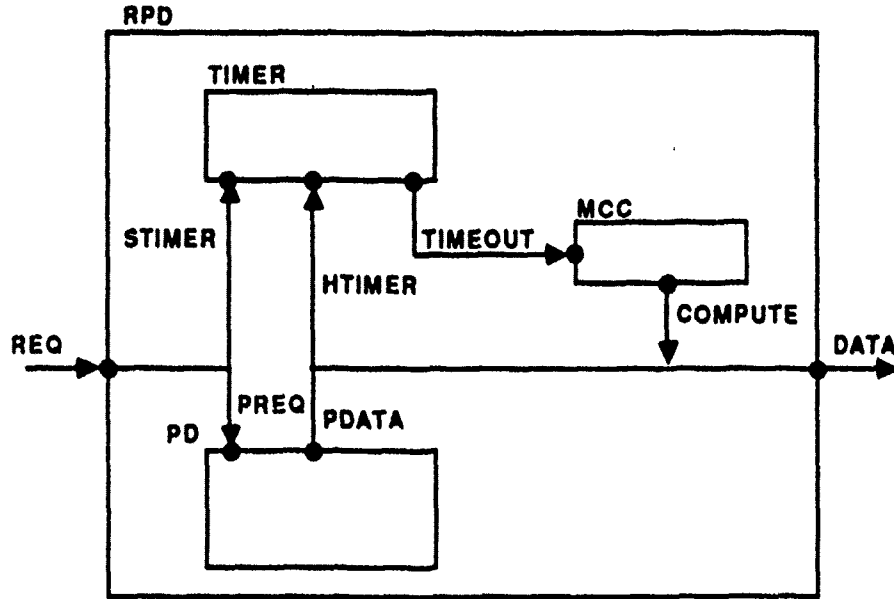 RPD
TIMER
MCC
STIMER
TIMEOUT
HTIMER
COMPUTE
REQ
DATA
PREQ
PDATA
PD